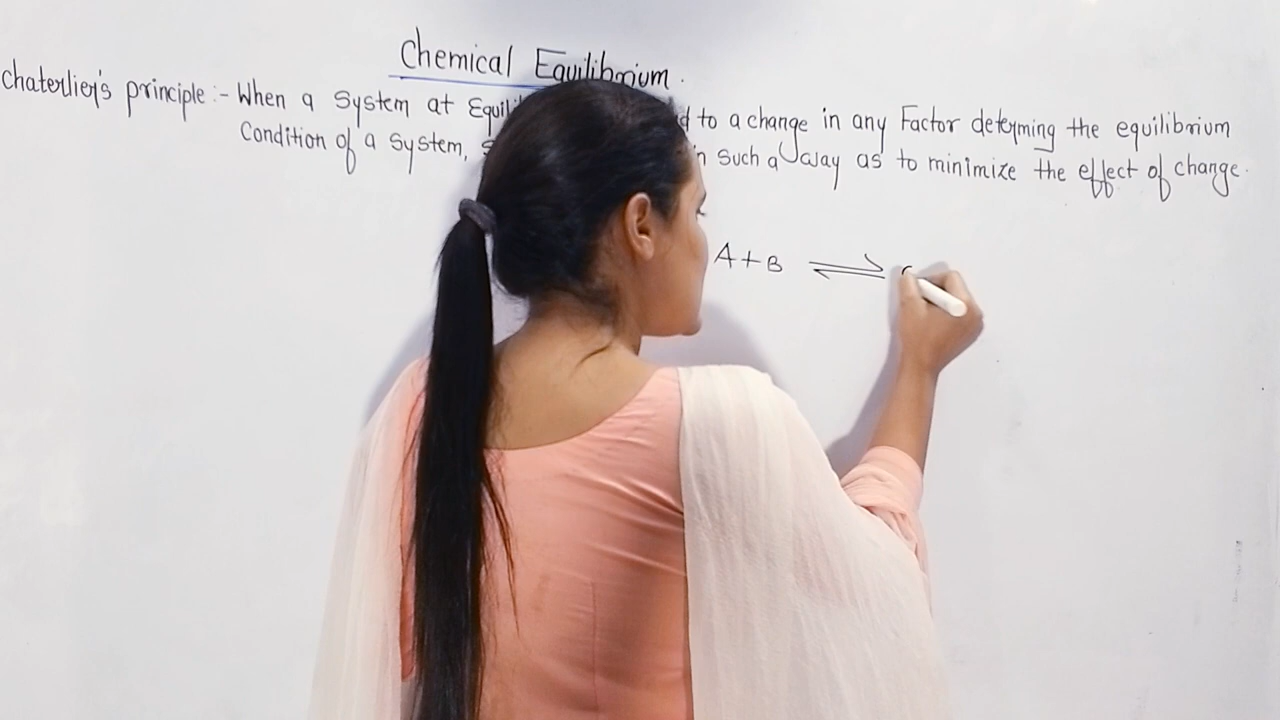 Chemical Equilibrium.
chaterlier's principle :- When a System at to a change in any Factor determing the equilibrium
Condition of a System, such a way as to minimize the effect of change.
A + B ⇌